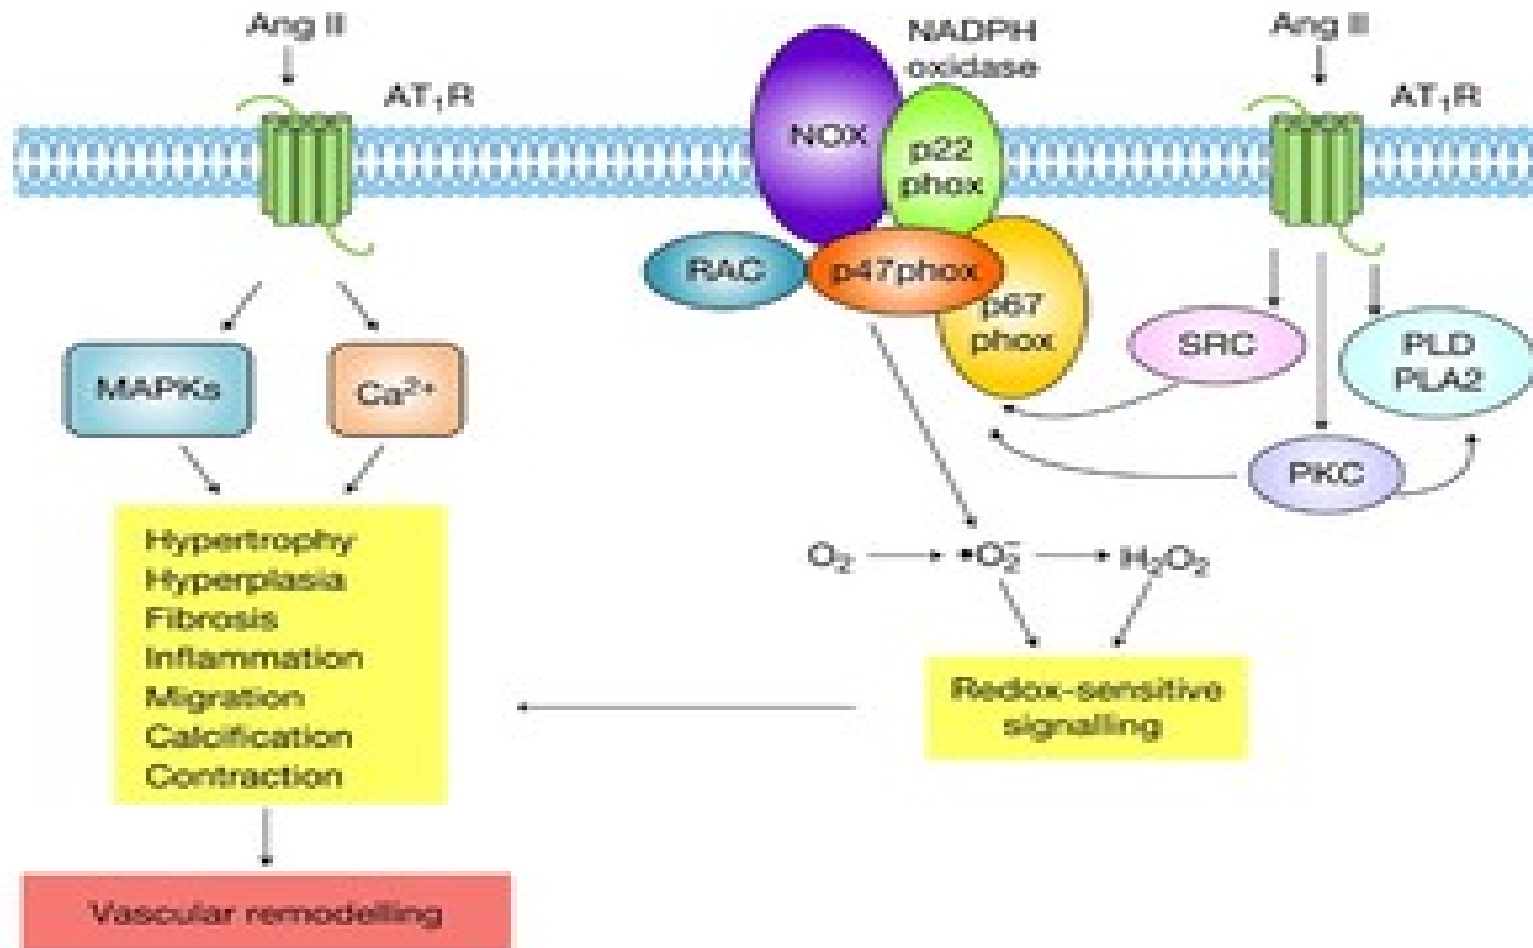 Ang II
AT₁R
NADPH
oxidase
NOX
p22
phox
Ang II
AT₁R
RAC
p47phox
p67
phox
SRC
PLD
PLA2
MAPKs
Ca²⁺
PKC
Hypertrophy
Hyperplasia
Fibrosis
Inflammation
Migration
Calcification
Contraction
O₂ •O₂⁻ H₂O₂
Redox-sensitive
signalling
Vascular remodelling